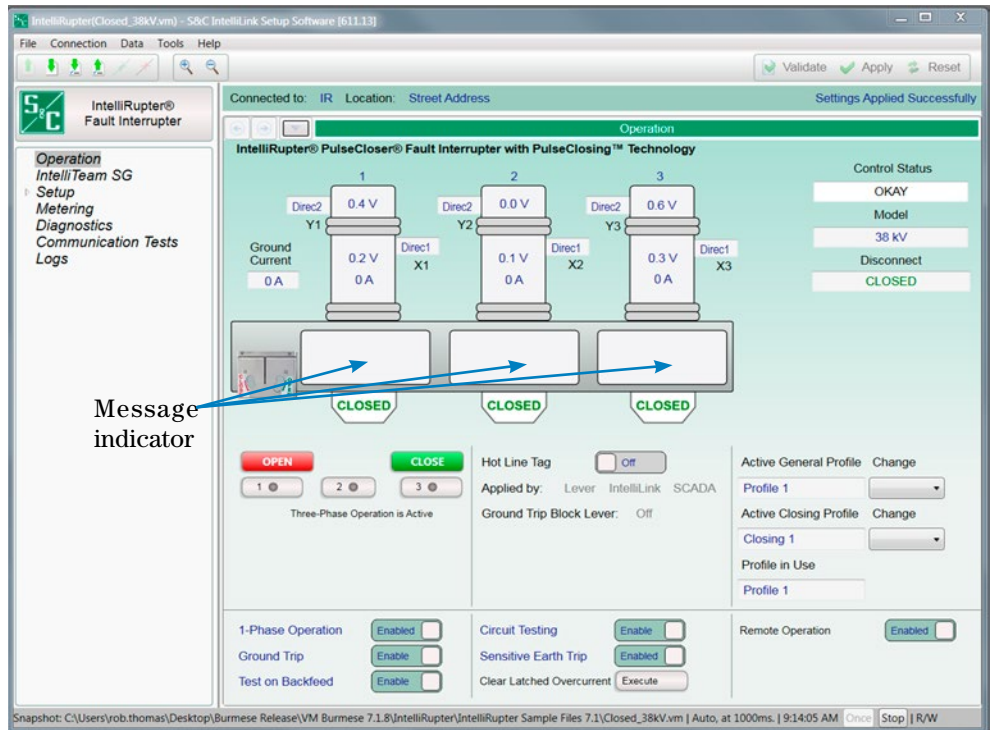 IntelliRupter(Closed_38kV.vm) - S&C IntelliLink Setup Software [611.13]
File Connection Data Tools Help
Validate Apply Reset
S&C
IntelliRupter®
Fault Interrupter
Connected to: IR Location: Street Address Settings Applied Successfully
Operation
IntelliTeam SG
Setup
Metering
Diagnostics
Communication Tests
Logs
Operation
IntelliRupter® PulseCloser® Fault Interrupter with PulseClosing™ Technology
1 2 3
Direc2 0.4 V Direc2 0.0 V Direc2 0.6 V
Y1 Y2 Y3
Ground
Current
0 A
0.2 V Direc1 0.1 V Direc1 0.3 V Direc1
X1 X2 X3
0 A 0 A 0 A
Control Status
OKAY
Model
38 kV
Disconnect
CLOSED
Message
indicator
CLOSED CLOSED CLOSED
OPEN CLOSE
1 2 3
Three-Phase Operation is Active
Hot Line Tag Off
Applied by: Lever IntelliLink SCADA
Ground Trip Block Lever: Off
Active General Profile Change
Profile 1
Active Closing Profile Change
Closing 1
Profile in Use
Profile 1
1-Phase Operation Enabled
Ground Trip Enable
Test on Backfeed Enable
Circuit Testing Enable
Sensitive Earth Trip Enabled
Clear Latched Overcurrent Execute
Remote Operation Enabled
Snapshot: C:\Users\rob.thomas\Desktop\Burmese Release\VM Burmese 7.1.8\IntelliRupter\IntelliRupter Sample Files 7.1\Closed_38kV.vm | Auto, at 1000ms. | 9:14:05 AM Once Stop | R/W